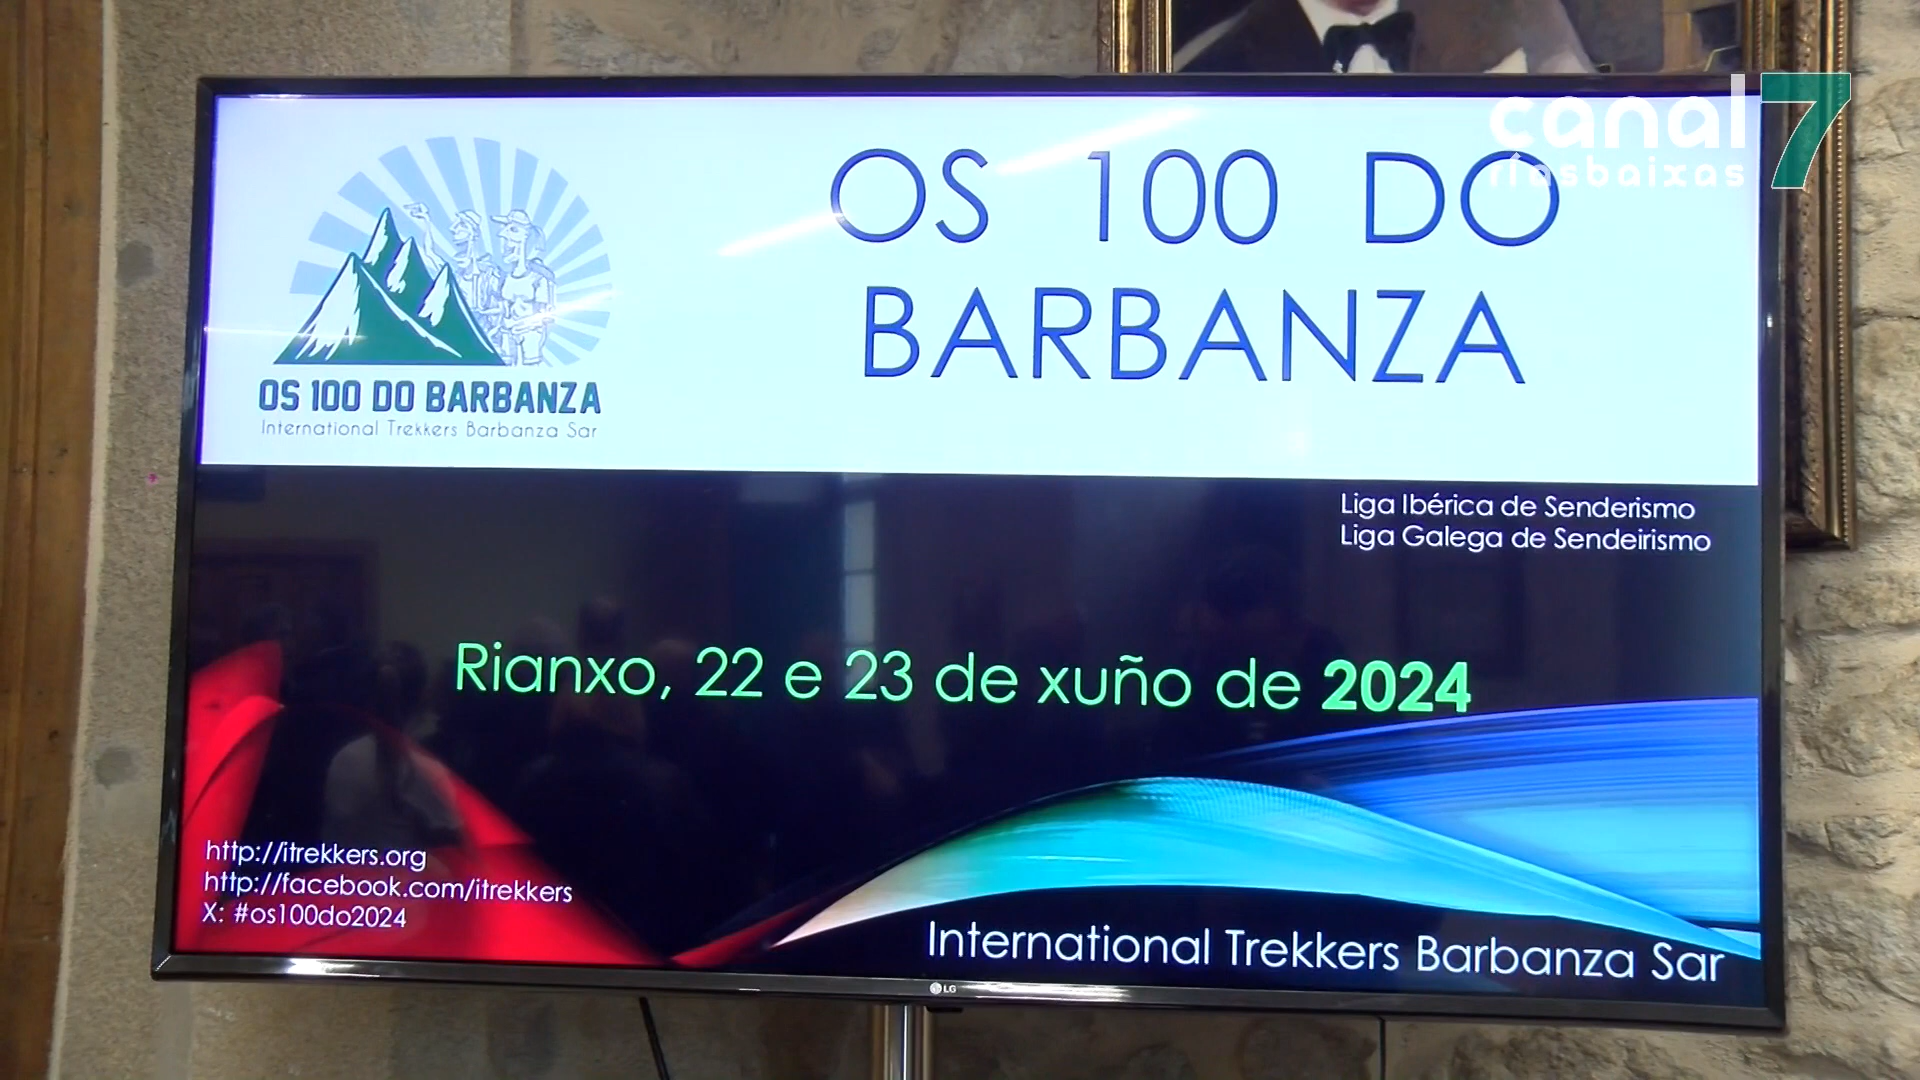 canal 7
ríasbaixas
OS 100 DO
BARBANZA
OS 100 DO BARBANZA
International Trekkers Barbanza Sar
Liga Ibérica de Senderismo
Liga Galega de Sendeirismo
Rianxo, 22 e 23 de xuño de 2024
http://itrekkers.org
http://facebook.com/itrekkers
X: #os100do2024
International Trekkers Barbanza Sar
LG